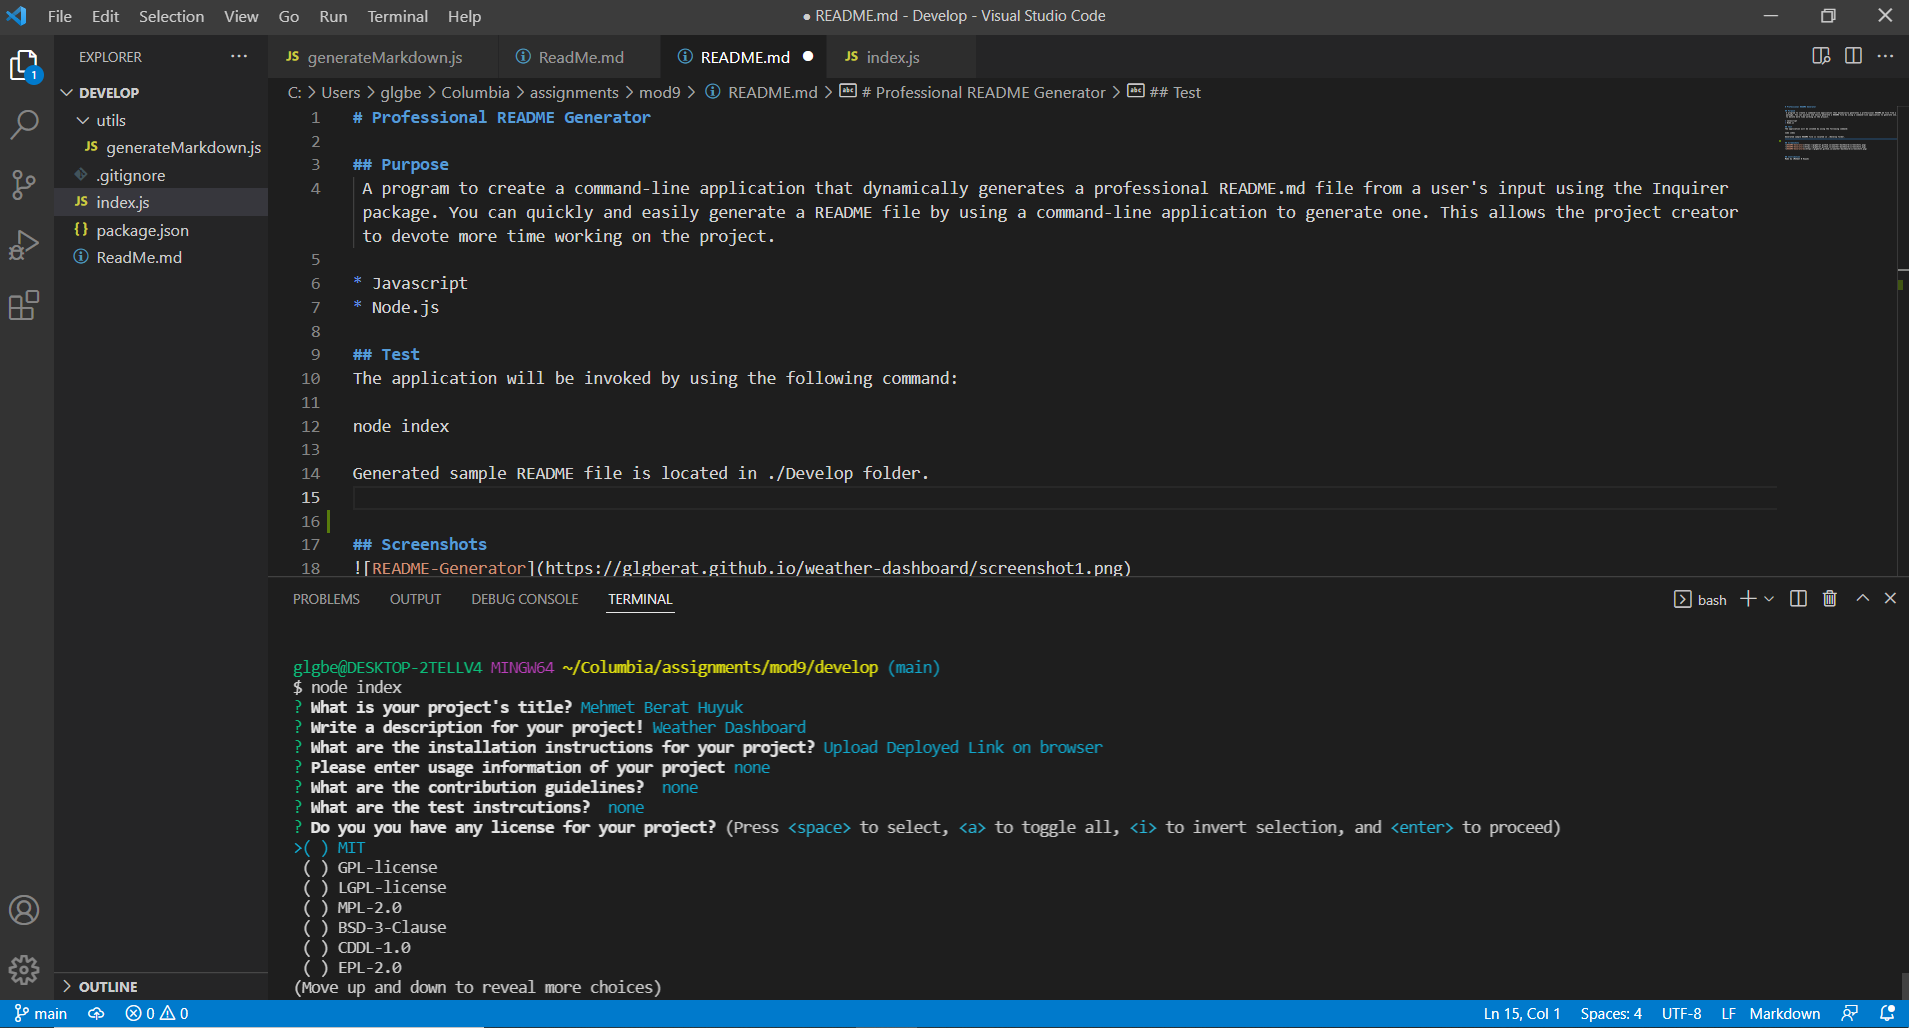 File Edit Selection View Go Run Terminal Help
● README.md - Develop - Visual Studio Code
1
EXPLORER ···
DEVELOP
utils
JS generateMarkdown.js
.gitignore
JS index.js
{} package.json
ReadMe.md
OUTLINE
JS generateMarkdown.js
ReadMe.md
README.md ●
JS index.js
C: > Users > glgbe > Columbia > assignments > mod9 > README.md > # Professional README Generator > ## Test
1 # Professional README Generator
2
3 ## Purpose
4 A program to create a command-line application that dynamically generates a professional README.md file from a user's input using the Inquirer
package. You can quickly and easily generate a README file by using a command-line application to generate one. This allows the project creator
to devote more time working on the project.
5
6 * Javascript
7 * Node.js
8
9 ## Test
10 The application will be invoked by using the following command:
11
12 node index
13
14 Generated sample README file is located in ./Develop folder.
15
16
17 ## Screenshots
18 ![README-Generator](https://glgberat.github.io/weather-dashboard/screenshot1.png)
PROBLEMS OUTPUT DEBUG CONSOLE TERMINAL
bash
glgbe@DESKTOP-2TELLV4 MINGW64 ~/Columbia/assignments/mod9/develop (main)
$ node index
? What is your project's title? Mehmet Berat Huyuk
? Write a description for your project! Weather Dashboard
? What are the installation instructions for your project? Upload Deployed Link on browser
? Please enter usage information of your project none
? What are the contribution guidelines?  none
? What are the test instrcutions?  none
? Do you you have any license for your project? (Press <space> to select, <a> to toggle all, <i> to invert selection, and <enter> to proceed)
>( ) MIT
( ) GPL-license
( ) LGPL-license
( ) MPL-2.0
( ) BSD-3-Clause
( ) CDDL-1.0
( ) EPL-2.0
(Move up and down to reveal more choices)
main
0 0
Ln 15, Col 1
Spaces: 4
UTF-8
LF
Markdown